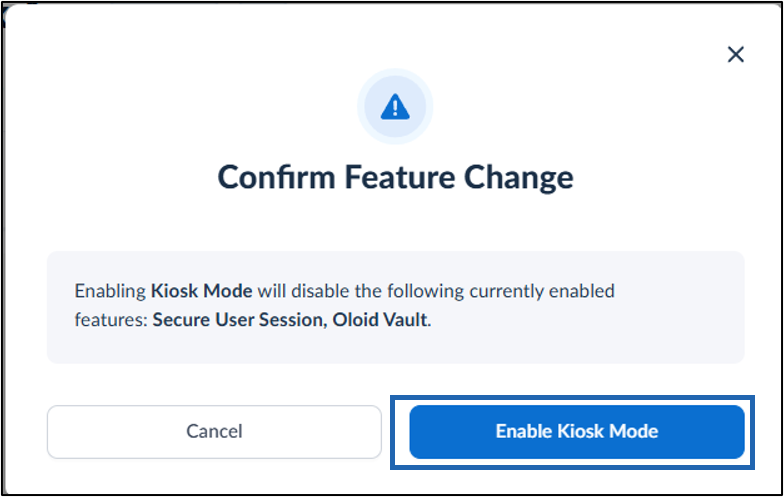 Confirm Feature Change
Enabling Kiosk Mode will disable the following currently enabled
features: Secure User Session, Oloid Vault.
Cancel
Enable Kiosk Mode